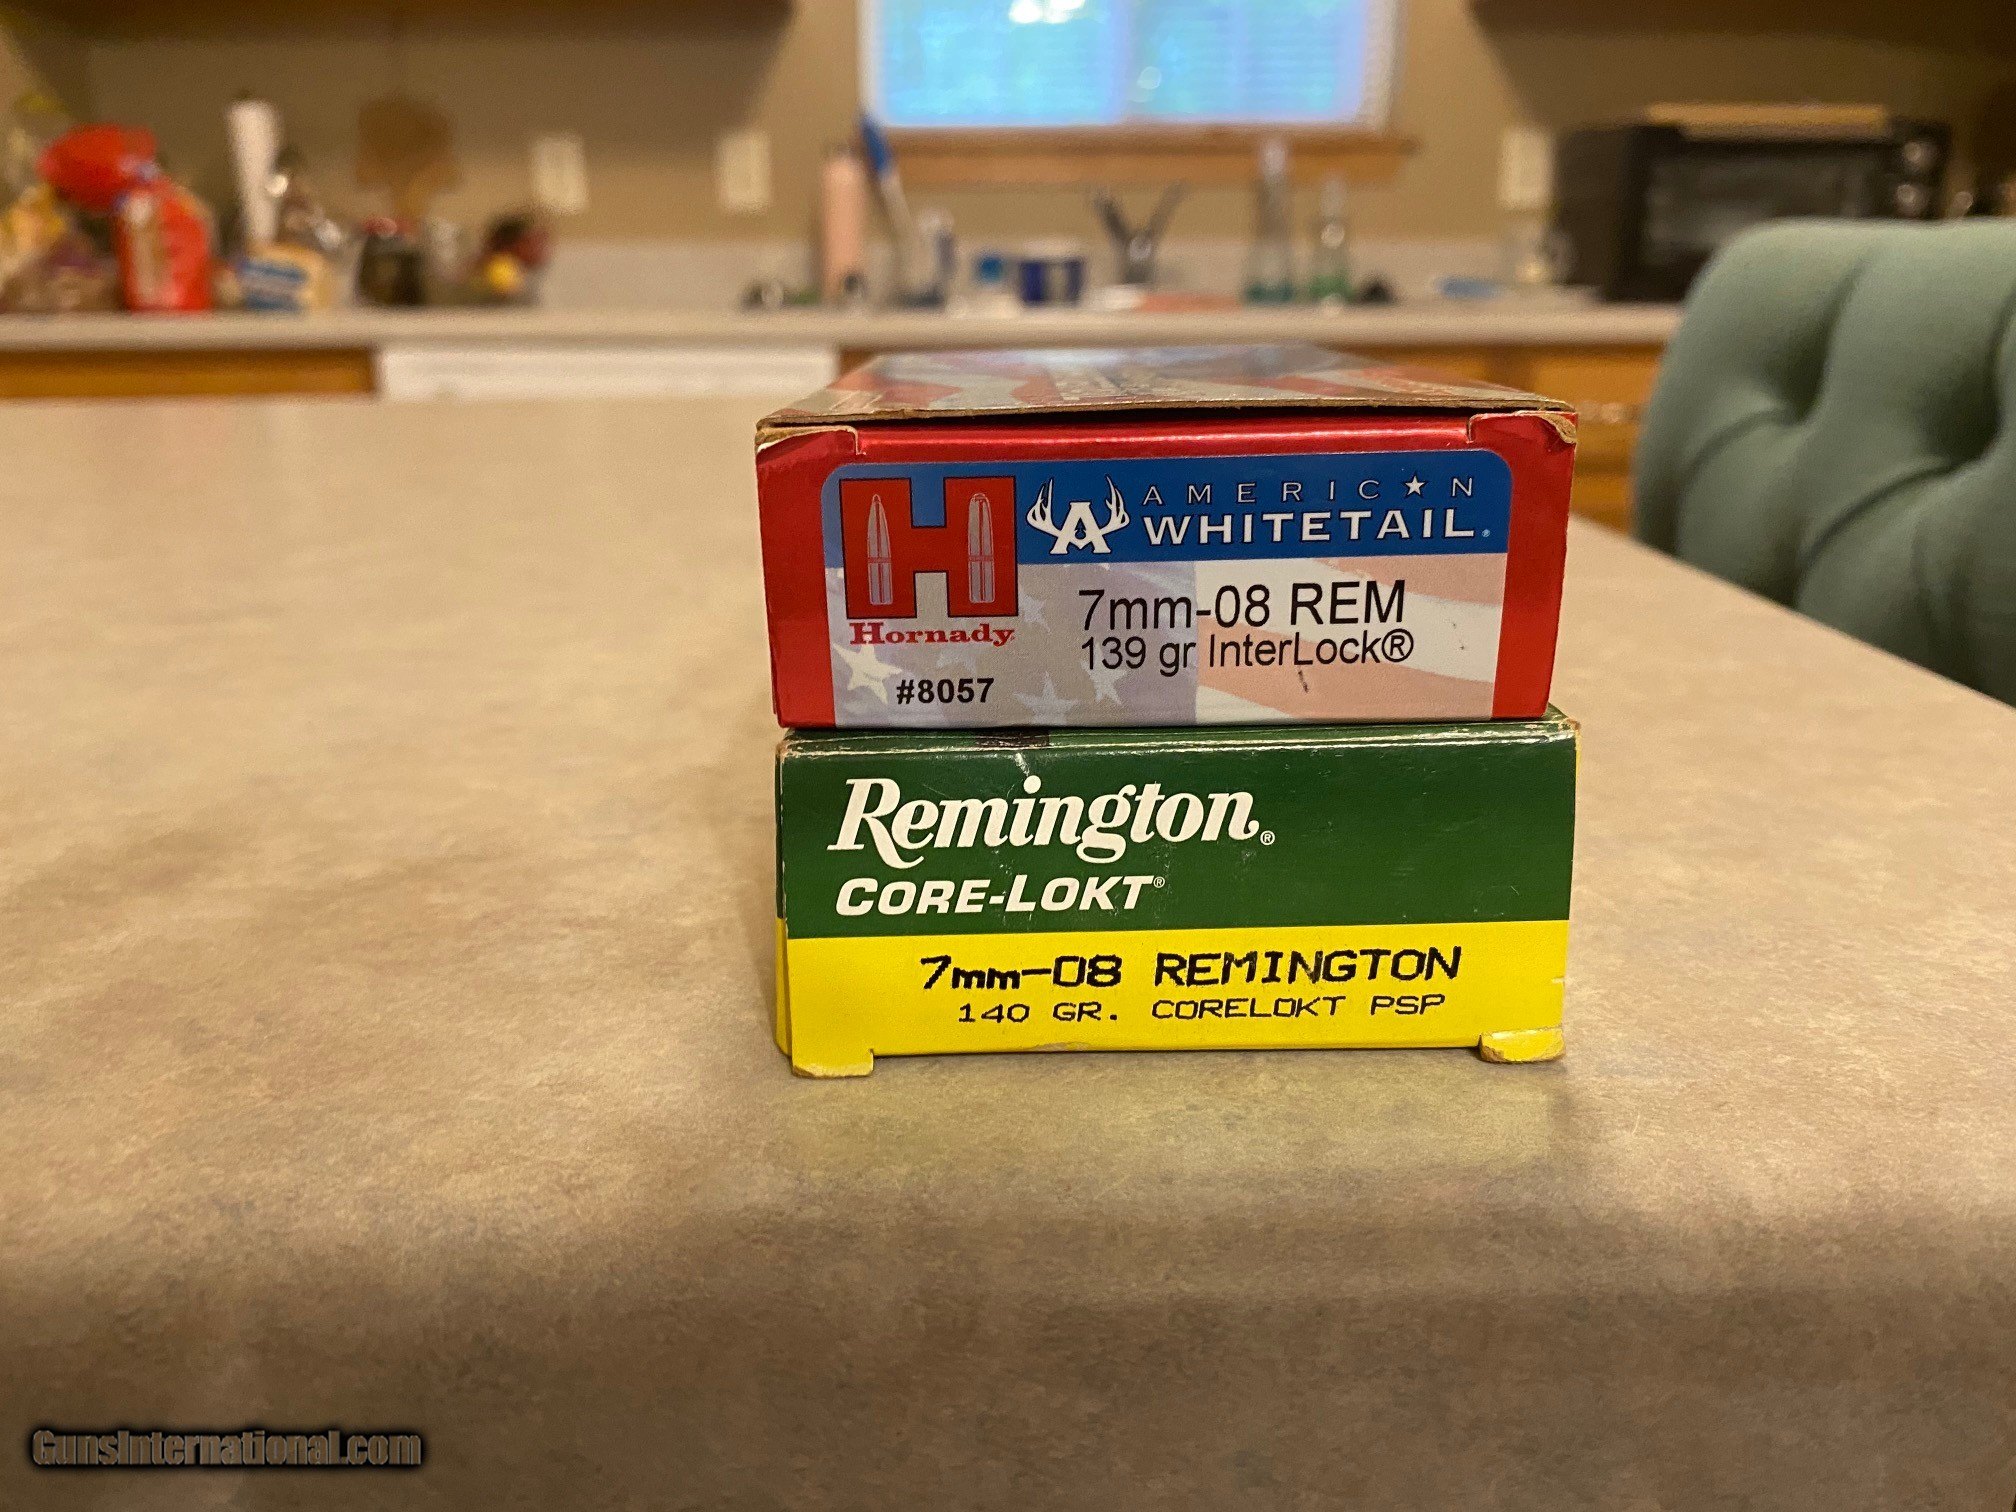 AMERIC★N
WHITETAIL®
Hornady
7mm-08 REM
139 gr InterLock®
#8057
Remington®
CORE-LOKT®
7mm-08 REMINGTON
140 GR. CORELOKT PSP
GunsInternational.com